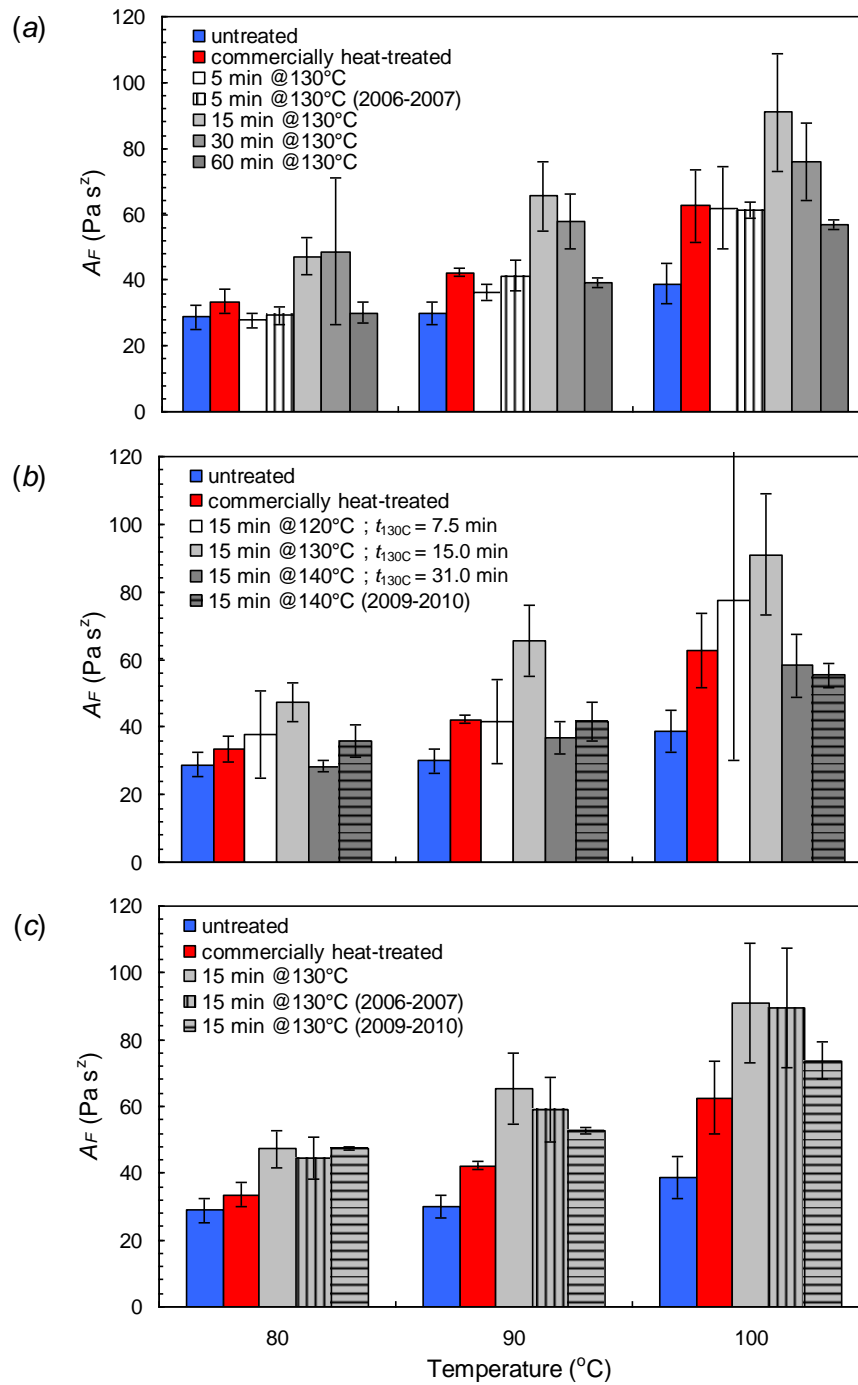 (a)
120
100
80
60
40
20
0
AF (Pa s^z)
untreated
commercially heat-treated
5 min @130°C
5 min @130°C (2006-2007)
15 min @130°C
30 min @130°C
60 min @130°C
(b)
120
100
80
60
40
20
0
AF (Pa s^z)
untreated
commercially heat-treated
15 min @120°C ; t130C = 7.5 min
15 min @130°C ; t130C = 15.0 min
15 min @140°C ; t130C = 31.0 min
15 min @140°C (2009-2010)
(c)
120
100
80
60
40
20
0
AF (Pa s^z)
untreated
commercially heat-treated
15 min @130°C
15 min @130°C (2006-2007)
15 min @130°C (2009-2010)
80 90 100
Temperature (°C)